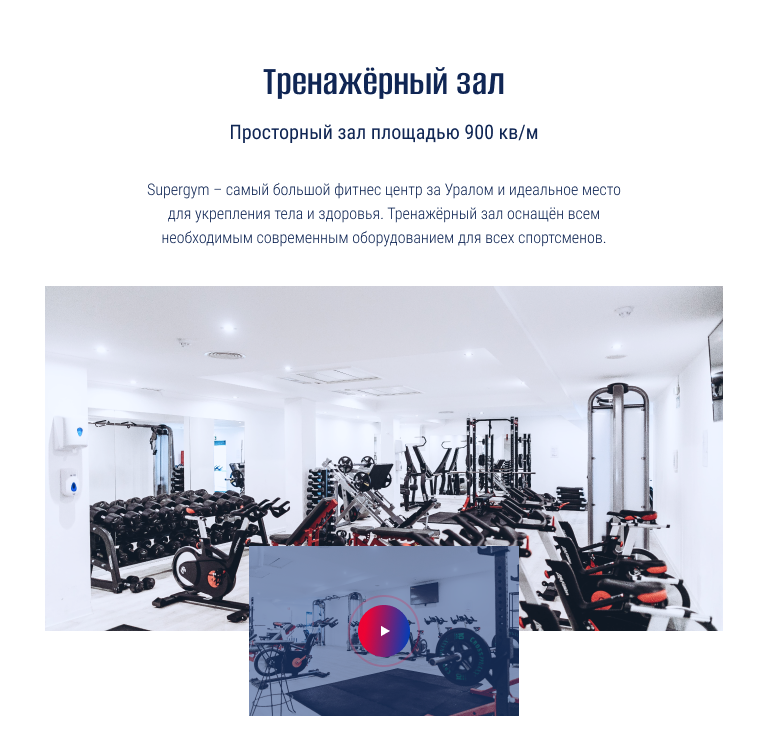 Тренажёрный зал
Просторный зал площадью 900 кв/м
Supergym – самый большой фитнес центр за Уралом и идеальное место
для укрепления тела и здоровья. Тренажёрный зал оснащён всем
необходимым современным оборудованием для всех спортсменов.